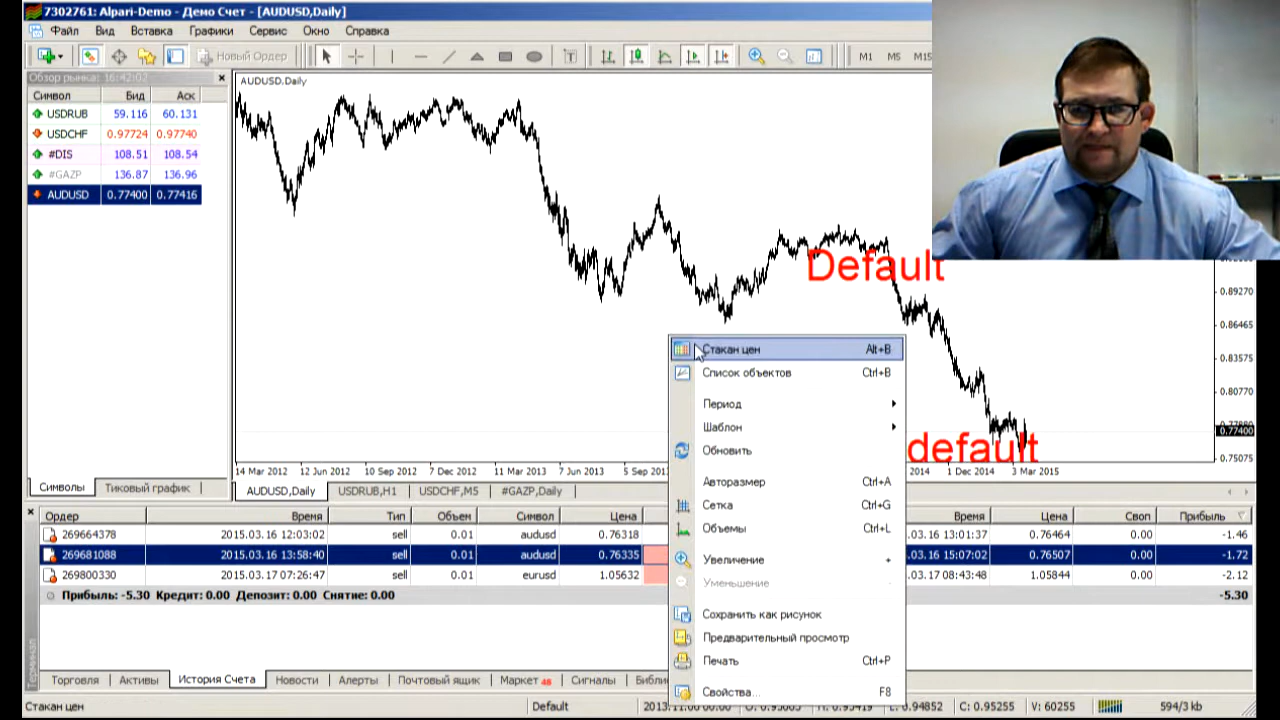 7302761: Alpari-Demo - Демо Счет - [AUDUSD,Daily]
Файл Вид Вставка Графики Сервис Окно Справка
Новый Ордер M1 M5 M15
Обзор рынка: 16:42:02
Символ Бид Аск
USDRUB 59.116 60.131
USDCHF 0.97724 0.97740
#DIS 108.51 108.54
#GAZP 136.87 136.96
AUDUSD 0.77400 0.77416
Символы Тиковый график
AUDUSD,Daily
Default
default
0.89270
0.86465
0.83575
0.80770
0.77400
0.75075
14 Mar 2012 12 Jun 2012 10 Sep 2012 7 Dec 2012 11 Mar 2013 7 Jun 2013 5 Sep 201 2014 1 Dec 2014 3 Mar 2015
AUDUSD,Daily USDRUB,H1 USDCHF,M5 #GAZP,Daily
Стакан цен Alt+B
Список объектов Ctrl+B
Период
Шаблон
Обновить
Авторазмер Ctrl+A
Сетка Ctrl+G
Объемы Ctrl+L
Увеличение +
Уменьшение -
Сохранить как рисунок
Предварительный просмотр
Печать Ctrl+P
Свойства... F8
Ордер Время Тип Объем Символ Цена Время Цена Своп Прибыль
269664378 2015.03.16 12:03:02 sell 0.01 audusd 0.76318 .03.16 13:01:37 0.76464 0.00 -1.46
269681088 2015.03.16 13:58:40 sell 0.01 audusd 0.76335 .03.16 15:07:02 0.76507 0.00 -1.72
269800330 2015.03.17 07:26:47 sell 0.01 eurusd 1.05632 .03.17 08:43:48 1.05844 0.00 -2.12
Прибыль: -5.30 Кредит: 0.00 Депозит: 0.00 Снятие: 0.00 -5.30
Терминал
Торговля Активы История Счета Новости Алерты Почтовый ящик Маркет 48 Сигналы Библи
Стакан цен Default C: 0.95255 V: 60255 594/3 kb